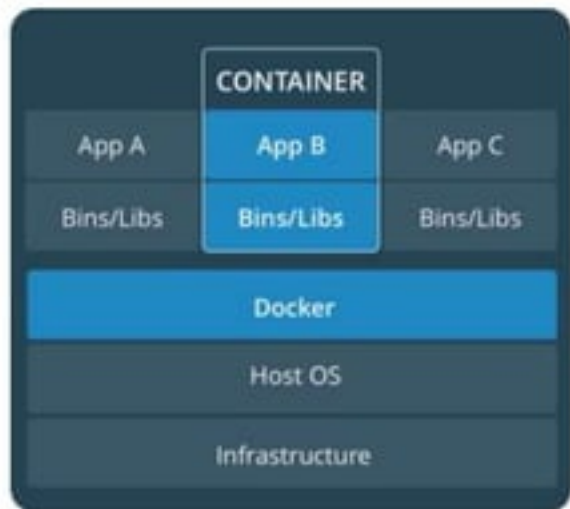 CONTAINER
App A App B App C
Bins/Libs Bins/Libs Bins/Libs
Docker
Host OS
Infrastructure